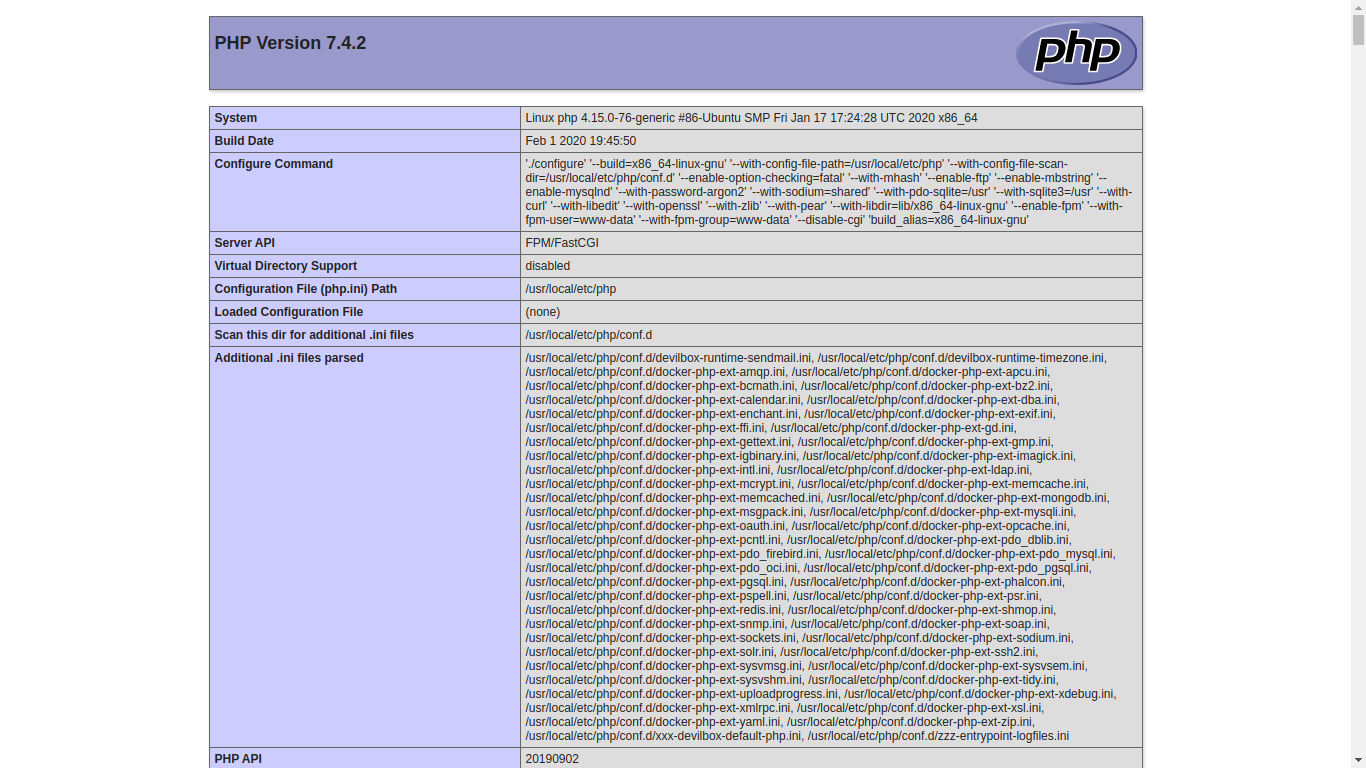 PHP Version 7.4.2
php
System Linux php 4.15.0-76-generic #86-Ubuntu SMP Fri Jan 17 17:24:28 UTC 2020 x86_64
Build Date Feb 1 2020 19:45:50
Configure Command './configure' '--build=x86_64-linux-gnu' '--with-config-file-path=/usr/local/etc/php' '--with-config-file-scan-
dir=/usr/local/etc/php/conf.d' '--enable-option-checking=fatal' '--with-mhash' '--enable-ftp' '--enable-mbstring' '--
enable-mysqlnd' '--with-password-argon2' '--with-sodium=shared' '--with-pdo-sqlite=/usr' '--with-sqlite3=/usr' '--with-
curl' '--with-libedit' '--with-openssl' '--with-zlib' '--with-pear' '--with-libdir=lib/x86_64-linux-gnu' '--enable-fpm' '--with-
fpm-user=www-data' '--with-fpm-group=www-data' '--disable-cgi' 'build_alias=x86_64-linux-gnu'
Server API FPM/FastCGI
Virtual Directory Support disabled
Configuration File (php.ini) Path /usr/local/etc/php
Loaded Configuration File (none)
Scan this dir for additional .ini files /usr/local/etc/php/conf.d
Additional .ini files parsed /usr/local/etc/php/conf.d/devilbox-runtime-sendmail.ini, /usr/local/etc/php/conf.d/devilbox-runtime-timezone.ini,
/usr/local/etc/php/conf.d/docker-php-ext-amqp.ini, /usr/local/etc/php/conf.d/docker-php-ext-apcu.ini,
/usr/local/etc/php/conf.d/docker-php-ext-bcmath.ini, /usr/local/etc/php/conf.d/docker-php-ext-bz2.ini,
/usr/local/etc/php/conf.d/docker-php-ext-calendar.ini, /usr/local/etc/php/conf.d/docker-php-ext-dba.ini,
/usr/local/etc/php/conf.d/docker-php-ext-enchant.ini, /usr/local/etc/php/conf.d/docker-php-ext-exif.ini,
/usr/local/etc/php/conf.d/docker-php-ext-ffi.ini, /usr/local/etc/php/conf.d/docker-php-ext-gd.ini,
/usr/local/etc/php/conf.d/docker-php-ext-gettext.ini, /usr/local/etc/php/conf.d/docker-php-ext-gmp.ini,
/usr/local/etc/php/conf.d/docker-php-ext-igbinary.ini, /usr/local/etc/php/conf.d/docker-php-ext-imagick.ini,
/usr/local/etc/php/conf.d/docker-php-ext-intl.ini, /usr/local/etc/php/conf.d/docker-php-ext-ldap.ini,
/usr/local/etc/php/conf.d/docker-php-ext-mcrypt.ini, /usr/local/etc/php/conf.d/docker-php-ext-memcache.ini,
/usr/local/etc/php/conf.d/docker-php-ext-memcached.ini, /usr/local/etc/php/conf.d/docker-php-ext-mongodb.ini,
/usr/local/etc/php/conf.d/docker-php-ext-msgpack.ini, /usr/local/etc/php/conf.d/docker-php-ext-mysqli.ini,
/usr/local/etc/php/conf.d/docker-php-ext-oauth.ini, /usr/local/etc/php/conf.d/docker-php-ext-opcache.ini,
/usr/local/etc/php/conf.d/docker-php-ext-pcntl.ini, /usr/local/etc/php/conf.d/docker-php-ext-pdo_dblib.ini,
/usr/local/etc/php/conf.d/docker-php-ext-pdo_firebird.ini, /usr/local/etc/php/conf.d/docker-php-ext-pdo_mysql.ini,
/usr/local/etc/php/conf.d/docker-php-ext-pdo_oci.ini, /usr/local/etc/php/conf.d/docker-php-ext-pdo_pgsql.ini,
/usr/local/etc/php/conf.d/docker-php-ext-pgsql.ini, /usr/local/etc/php/conf.d/docker-php-ext-phalcon.ini,
/usr/local/etc/php/conf.d/docker-php-ext-pspell.ini, /usr/local/etc/php/conf.d/docker-php-ext-psr.ini,
/usr/local/etc/php/conf.d/docker-php-ext-redis.ini, /usr/local/etc/php/conf.d/docker-php-ext-shmop.ini,
/usr/local/etc/php/conf.d/docker-php-ext-snmp.ini, /usr/local/etc/php/conf.d/docker-php-ext-soap.ini,
/usr/local/etc/php/conf.d/docker-php-ext-sockets.ini, /usr/local/etc/php/conf.d/docker-php-ext-sodium.ini,
/usr/local/etc/php/conf.d/docker-php-ext-solr.ini, /usr/local/etc/php/conf.d/docker-php-ext-ssh2.ini,
/usr/local/etc/php/conf.d/docker-php-ext-sysvmsg.ini, /usr/local/etc/php/conf.d/docker-php-ext-sysvsem.ini,
/usr/local/etc/php/conf.d/docker-php-ext-sysvshm.ini, /usr/local/etc/php/conf.d/docker-php-ext-tidy.ini,
/usr/local/etc/php/conf.d/docker-php-ext-uploadprogress.ini, /usr/local/etc/php/conf.d/docker-php-ext-xdebug.ini,
/usr/local/etc/php/conf.d/docker-php-ext-xmlrpc.ini, /usr/local/etc/php/conf.d/docker-php-ext-xsl.ini,
/usr/local/etc/php/conf.d/docker-php-ext-yaml.ini, /usr/local/etc/php/conf.d/docker-php-ext-zip.ini,
/usr/local/etc/php/conf.d/xxx-devilbox-default-php.ini, /usr/local/etc/php/conf.d/zzz-entrypoint-logfiles.ini
PHP API 20190902